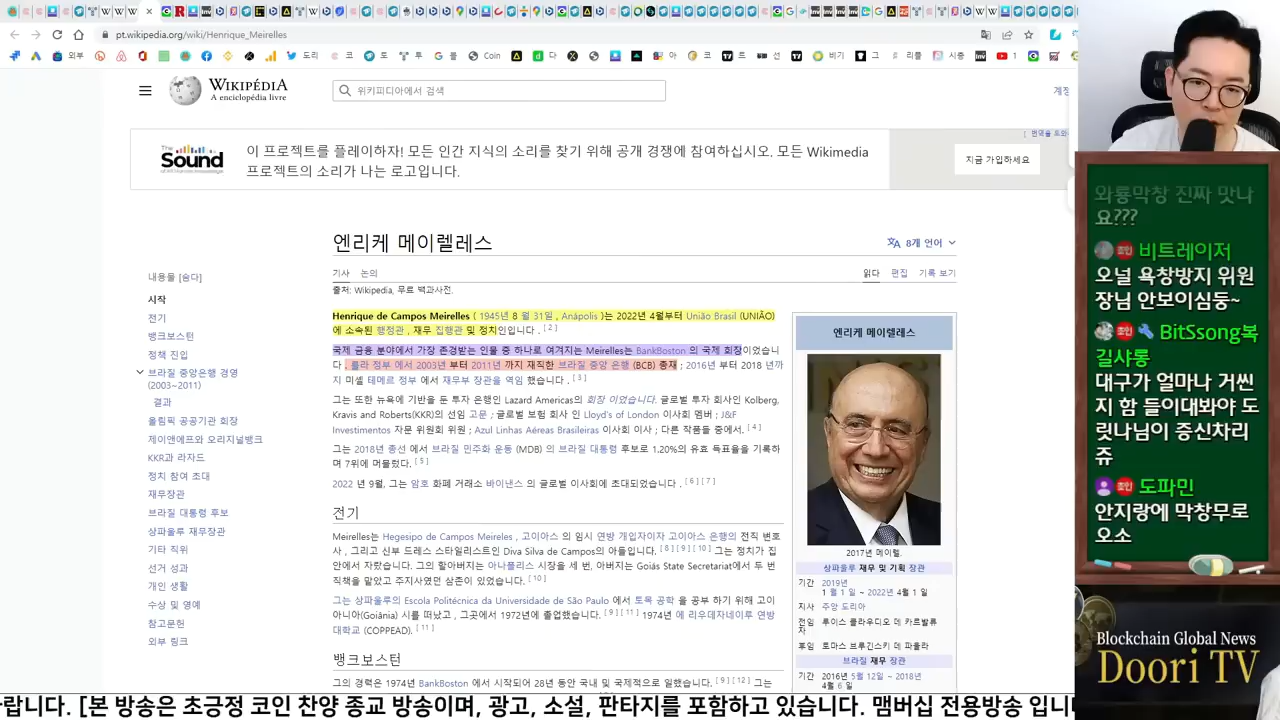 pt.wikipedia.org/wiki/Henrique_Meirelles
외부
도리
코
토
투
글
Coin
다
아
코
트
선
비기
그
리플
시중
WIKIPÉDIA
A enciclopédia livre
위키피디아에서 검색
계정
The Sound
이 프로젝트를 플레이하자! 모든 인간 지식의 소리를 찾기 위해 공개 경쟁에 참여하십시오. 모든 Wikimedia
프로젝트의 소리가 나는 로고입니다.
지금 가입하세요
엔리케 메이렐레스
8개 언어
기사 논의
읽다 편집 기록 보기
출처: Wikipedia, 무료 백과사전.
내용물 [숨다]
시작
전기
뱅크보스턴
정책 진입
브라질 중앙은행 경영
(2003~2011)
결과
올림픽 공공기관 회장
제이앤에프와 오리지널뱅크
KKR과 라자드
정치 참여 초대
재무장관
브라질 대통령 후보
상파울루 재무장관
기타 직위
선거 성과
개인 생활
수상 및 영예
참고문헌
외부 링크
Henrique de Campos Meirelles ( 1945년 8 월 31일 , Anápolis )는 2022년 4월부터 União Brasil (UNIÃO)
에 소속된 행정관 , 재무 집행관 및 정치인입니다 . [2]
국제 금융 분야에서 가장 존경받는 인물 중 하나로 여겨지는 Meirelles는 BankBoston 의 국제 회장이었습니
다 . 룰라 정부 에서 2003년 부터 2011년 까지 재직한 브라질 중앙 은행 (BCB) 총재 ; 2016년 부터 2018 년까
지 미셸 테메르 정부 에서 재무부 장관을 역임 했습니다 . [3]
그는 또한 뉴욕에 기반을 둔 투자 은행인 Lazard Americas의 회장 이었습니다. 글로벌 투자 회사인 Kolberg,
Kravis and Roberts(KKR)의 선임 고문 ; 글로벌 보험 회사 인 Lloyd's of London 이사회 멤버 ; J&F
Investimentos 자문 위원회 위원 ; Azul Linhas Aéreas Brasileiras 이사회 이사 ; 다른 작품들 중에서. [4]
그는 2018년 총선 에서 브라질 민주화 운동 (MDB) 의 브라질 대통령 후보로 1.20%의 유효 득표율을 기록하
며 7위에 머물렀다. [5]
2022 년 9월, 그는 암호 화폐 거래소 바이낸스 의 글로벌 이사회에 초대되었습니다 . [6] [7]
전기
Meirelles는 Hegesipo de Campos Meireles , 고이아스 의 임시 연방 개입자이자 고이아스 은행의 전직 변호
사 , 그리고 신부 드레스 스타일리스트인 Diva Silva de Campos의 아들입니다. [8] [9] [10] 그는 정치가 집
안에서 자랐습니다. 그의 할아버지는 아나폴리스 시장을 세 번, 아버지는 Goiás State Secretariat에서 두 번
직책을 맡았고 주지사였던 삼촌이 있었습니다. [10]
그는 상파울루의 Escola Politécnica da Universidade de São Paulo 에서 토목 공학 을 공부 하기 위해 고이
아니아(Goiânia) 시를 떠났고 , 그곳에서 1972년에 졸업했습니다. [9] [11] 1974년 에 리우데자네이루 연방
대학교 (COPPEAD). [11]
뱅크보스턴
그의 경력은 1974년 BankBoston 에서 시작되어 28년 동안 국내 및 국제적으로 일했습니다. [9] [12] 그는
엔리케 메이렐레스
2017년 메이렐.
상파울루 재무 및 기획 장관
기간 2019년
1 월 1 일 ~ 2022년 4월 1 일
지사 주앙 도리아
전임자 루이스 클라우디오 데 카르발류
후임 토마스 브루긴스키 데 파울라
브라질 재무 장관
기간 2016년 5월 12일 ~ 2018년
4월 6 일
와룡막창 진짜 맛나
요???
비트레이저
오널 욕창방지 위원
장님 안보이심둥~
BitSsong복
길샤롱
대구가 얼마나 거씬
지 함 들이대봐야 도
릿나님이 증신차리
쥬
도파민
안지랑에 막창무로
오소
Blockchain Global News
Doori TV
랍니다. [본 방송은 초긍정 코인 찬양 종교 방송이며, 광고, 소설, 판타지를 포함하고 있습니다. 맴버십 전용방송 입니